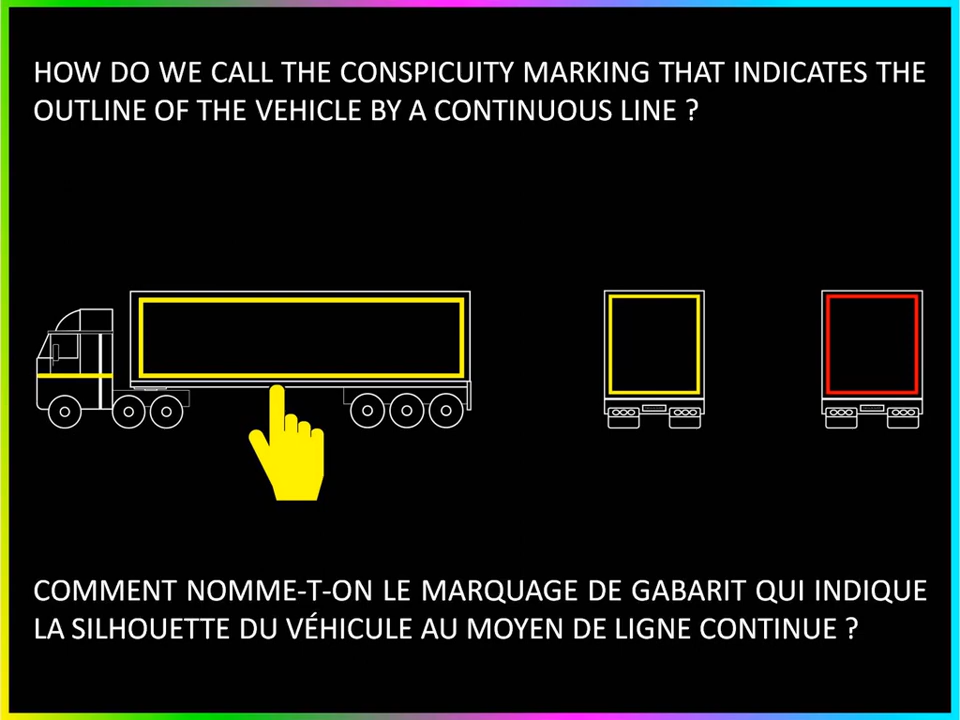 HOW DO WE CALL THE CONSPICUITY MARKING THAT INDICATES THE
OUTLINE OF THE VEHICLE BY A CONTINUOUS LINE ?
COMMENT NOMME-T-ON LE MARQUAGE DE GABARIT QUI INDIQUE
LA SILHOUETTE DU VÉHICULE AU MOYEN DE LIGNE CONTINUE ?